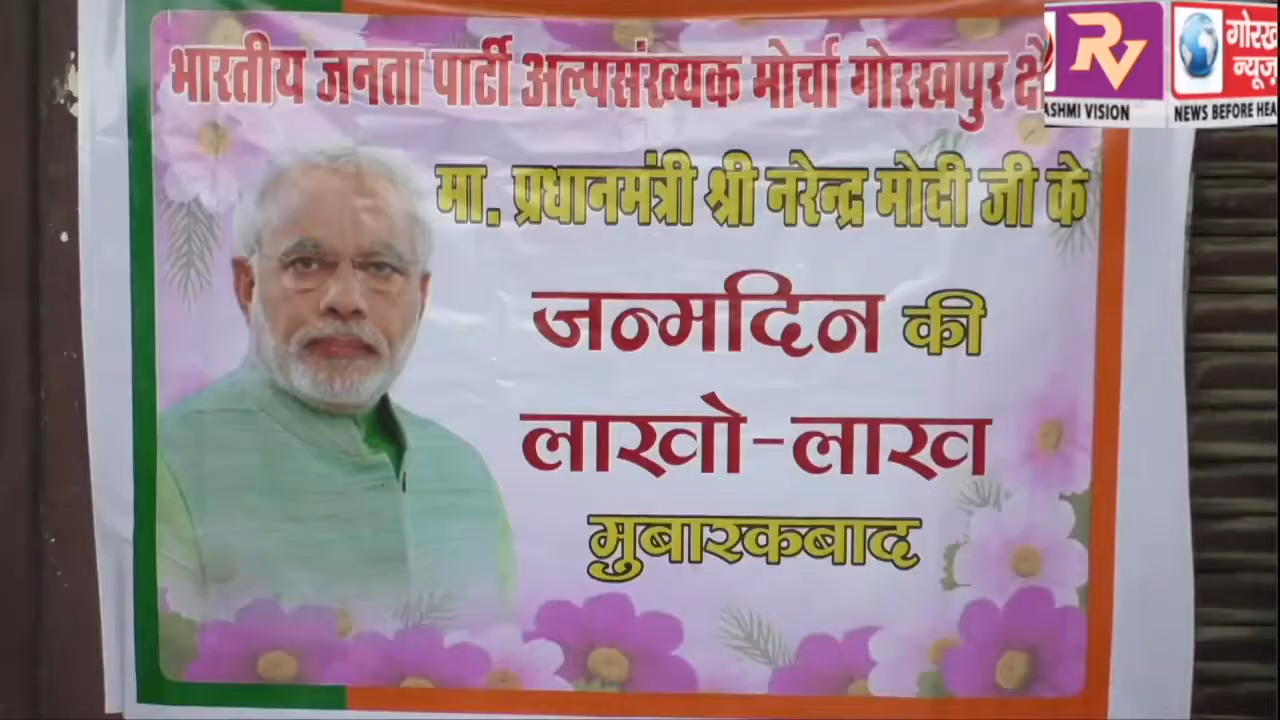 भारतीय जनता पार्टी अल्पसंख्यक मोर्चा गोरखपुर
मा. प्रधानमंत्री श्री नरेन्द्र मोदी जी के
जन्मदिन की
लाखो-लाख
मुबारकबाद
RV
ASHMI VISION
गोरख
न्यूज़
NEWS BEFORE HEA